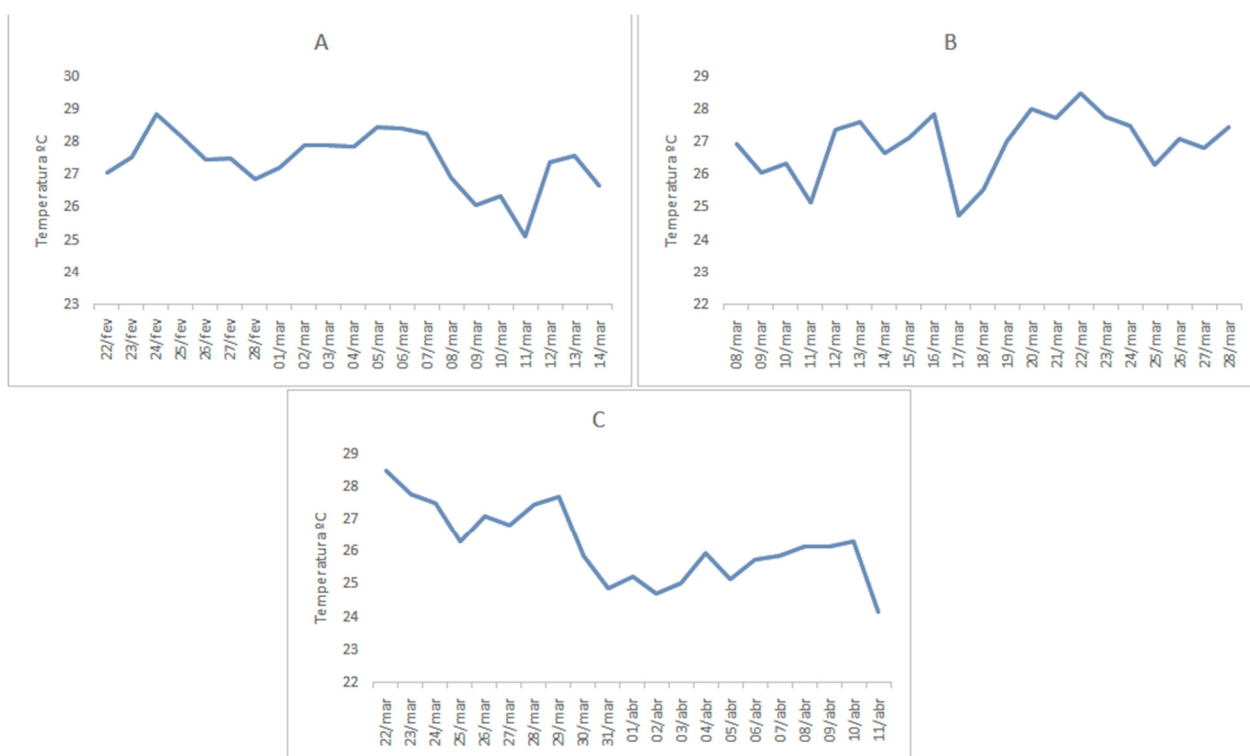 A
Temperatura ºC
30
29
28
27
26
25
24
23
22/fev
23/fev
24/fev
25/fev
26/fev
27/fev
28/fev
01/mar
02/mar
03/mar
04/mar
05/mar
06/mar
07/mar
08/mar
09/mar
10/mar
11/mar
12/mar
13/mar
14/mar
B
Temperatura ºC
29
28
27
26
25
24
23
22
08/mar
09/mar
10/mar
11/mar
12/mar
13/mar
14/mar
15/mar
16/mar
17/mar
18/mar
19/mar
20/mar
21/mar
22/mar
23/mar
24/mar
25/mar
26/mar
27/mar
28/mar
C
Temperatura ºC
29
28
27
26
25
24
23
22
22/mar
23/mar
24/mar
25/mar
26/mar
27/mar
28/mar
29/mar
30/mar
31/mar
01/abr
02/abr
03/abr
04/abr
05/abr
06/abr
07/abr
08/abr
09/abr
10/abr
11/abr